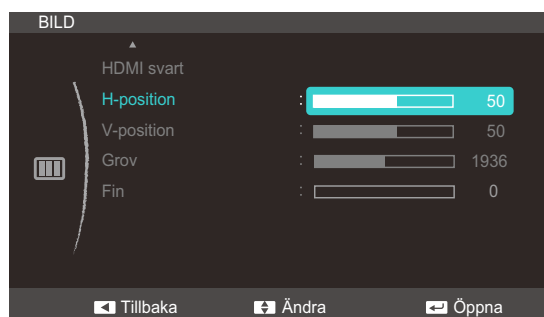 BILD
HDMI svart
H-position : 50
V-position : 50
Grov : 1936
Fin : 0
Tillbaka Ändra Öppna